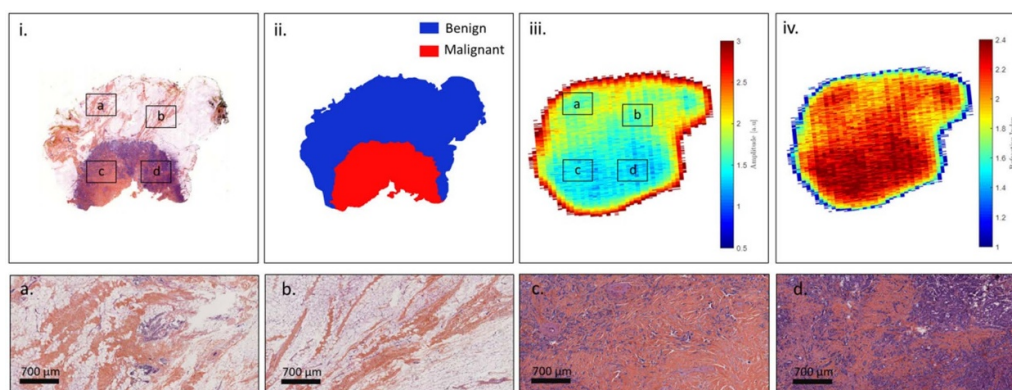 i.
a
b
c
d
ii.
Benign
Malignant
iii.
a
b
c
d
3
2.5
2
1.5
1
0.5
Amplitude [a.u]
iv.
2.4
2.2
2
1.8
1.6
1.4
1.2
1
a.
700 µm
b.
700 µm
c.
700 µm
d.
700 µm